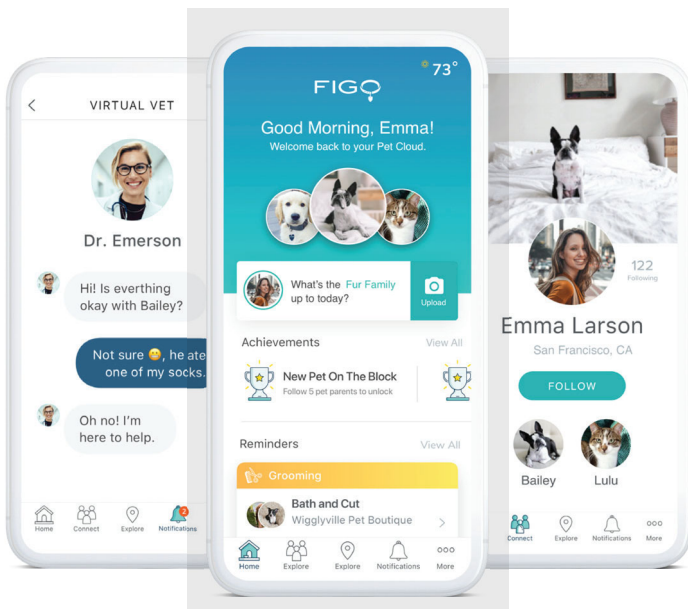 VIRTUAL VET
Dr. Emerson
Hi! Is everthing
okay with Bailey?
Not sure 😬, he ate
one of my socks.
Oh no! I'm
here to help.
Home
Connect
Explore
Notifications
2
73°
FIGO
Good Morning, Emma!
Welcome back to your Pet Cloud.
What's the Fur Family
up to today?
Upload
Achievements
View All
New Pet On The Block
Follow 5 pet parents to unlock
Reminders
View All
Grooming
Bath and Cut
Wigglyville Pet Boutique
Home
Explore
Explore
Notifications
More
122
Following
Emma Larson
San Francisco, CA
FOLLOW
Bailey
Lulu
Connect
Explore
Notifications
More